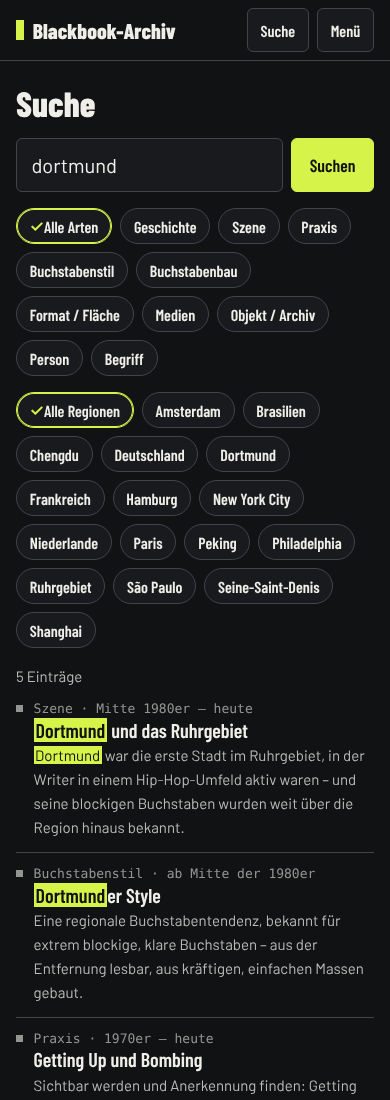 Blackbook-Archiv
Suche
Menü
Suche
dortmund
Suchen
✓Alle Arten
Geschichte
Szene
Praxis
Buchstabenstil
Buchstabenbau
Format / Fläche
Medien
Objekt / Archiv
Person
Begriff
✓Alle Regionen
Amsterdam
Brasilien
Chengdu
Deutschland
Dortmund
Frankreich
Hamburg
New York City
Niederlande
Paris
Peking
Philadelphia
Ruhrgebiet
São Paulo
Seine-Saint-Denis
Shanghai
5 Einträge
Szene · Mitte 1980er – heute
Dortmund und das Ruhrgebiet
Dortmund war die erste Stadt im Ruhrgebiet, in der
Writer in einem Hip-Hop-Umfeld aktiv waren – und
seine blockigen Buchstaben wurden weit über die
Region hinaus bekannt.
Buchstabenstil · ab Mitte der 1980er
Dortmunder Style
Eine regionale Buchstabentendenz, bekannt für
extrem blockige, klare Buchstaben – aus der
Entfernung lesbar, aus kräftigen, einfachen Massen
gebaut.
Praxis · 1970er – heute
Getting Up und Bombing
Sichtbar werden und Anerkennung finden: Getting